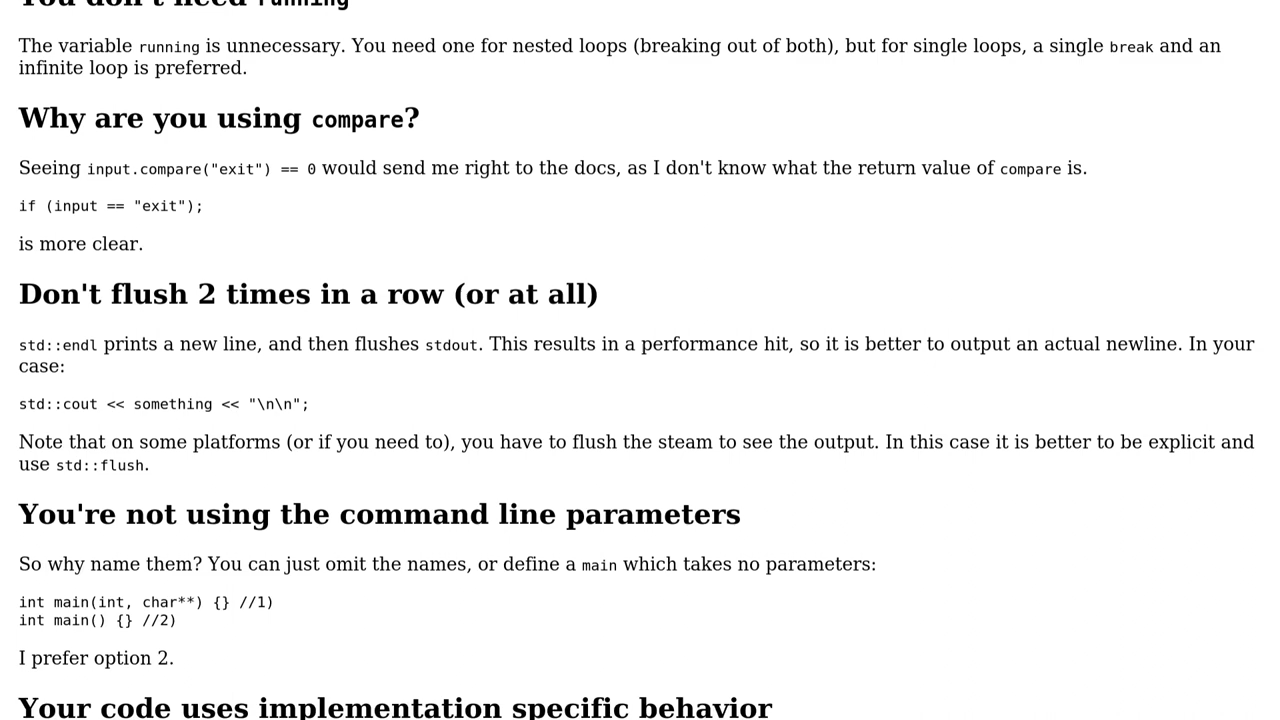 You don't need running
The variable running is unnecessary. You need one for nested loops (breaking out of both), but for single loops, a single break and an
infinite loop is preferred.
Why are you using compare?
Seeing input.compare("exit") == 0 would send me right to the docs, as I don't know what the return value of compare is.
if (input == "exit");
is more clear.
Don't flush 2 times in a row (or at all)
std::endl prints a new line, and then flushes stdout. This results in a performance hit, so it is better to output an actual newline. In your
case:
std::cout << something << "\n\n";
Note that on some platforms (or if you need to), you have to flush the steam to see the output. In this case it is better to be explicit and
use std::flush.
You're not using the command line parameters
So why name them? You can just omit the names, or define a main which takes no parameters:
int main(int, char**) {} //1)
int main() {} //2)
I prefer option 2.
Your code uses implementation specific behavior